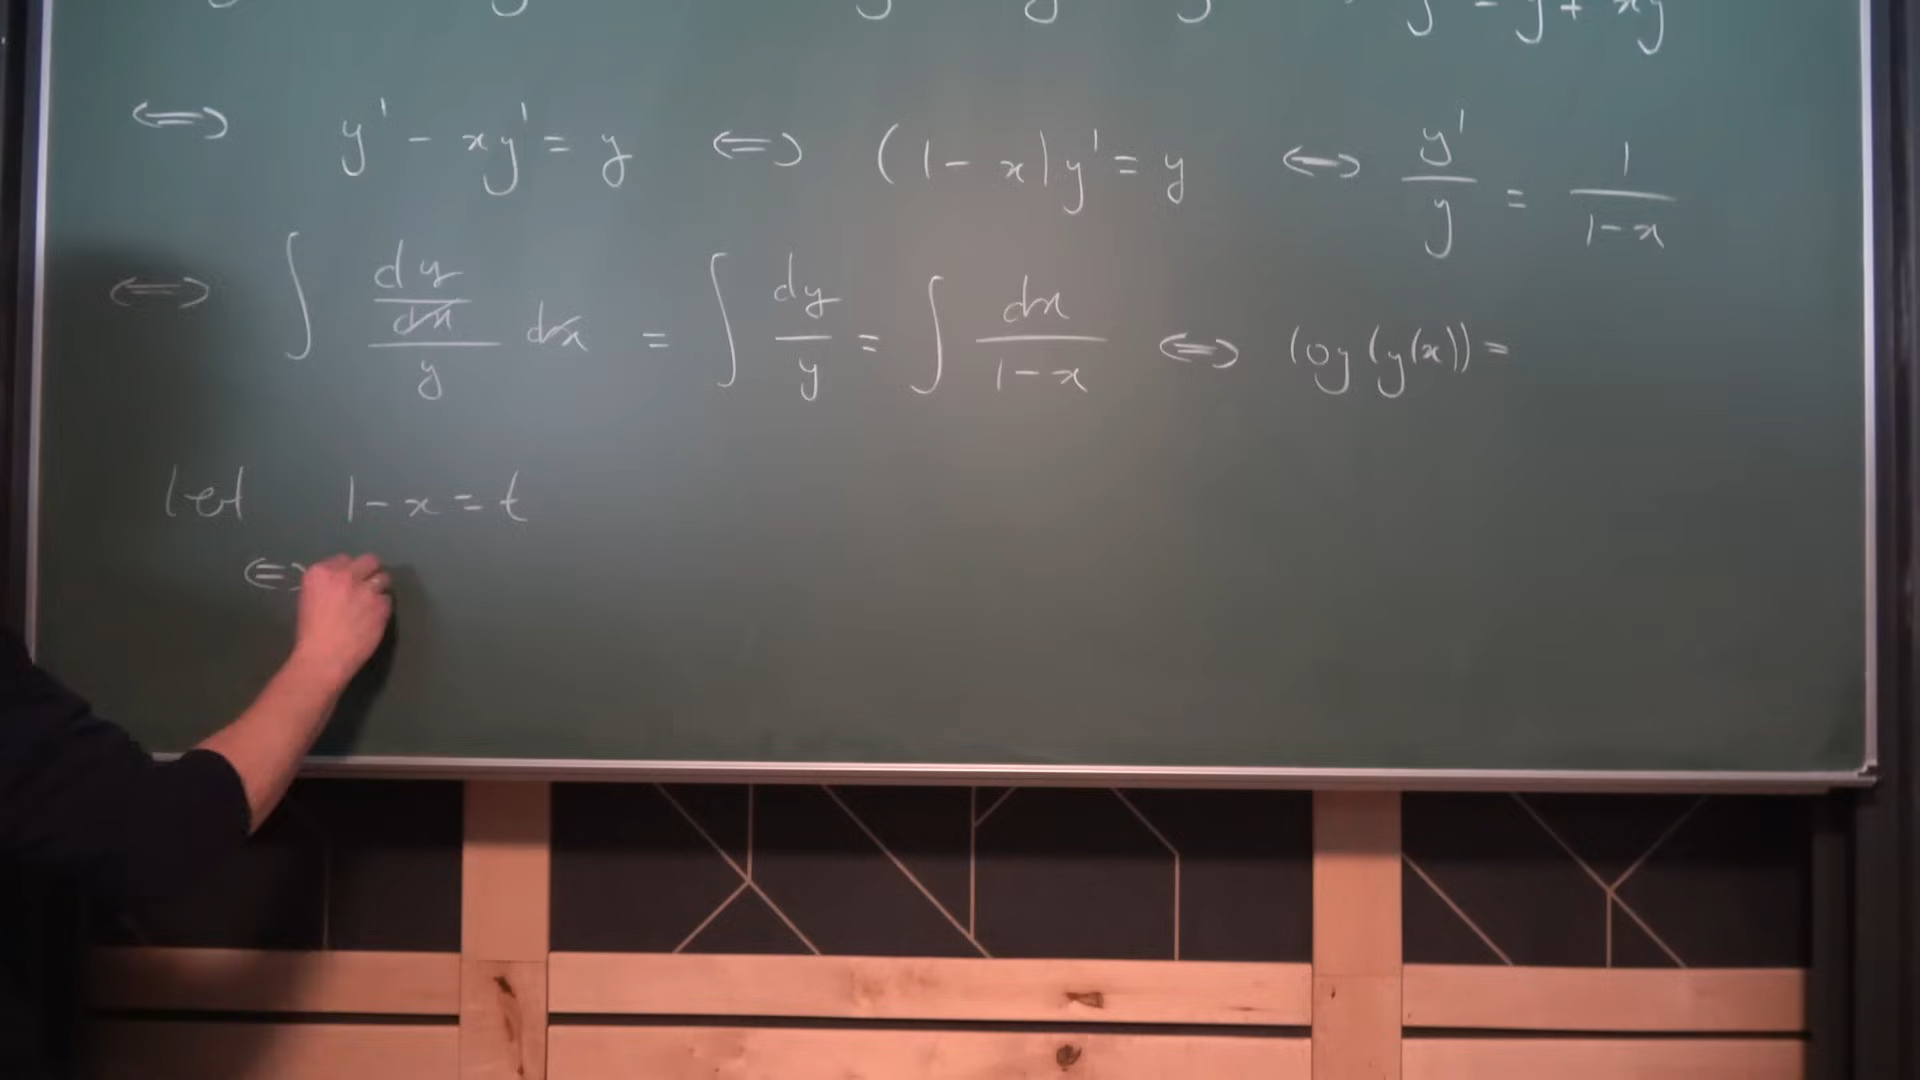 y' = y + xy'
⟺ y' - xy' = y ⟺ (1-x)y' = y ⟺ y'/y = 1/(1-x)
⟺ ∫ (dy/dx)/y dx = ∫ dy/y = ∫ dx/(1-x) ⟺ log(y(x)) =
let 1-x = t
⟺